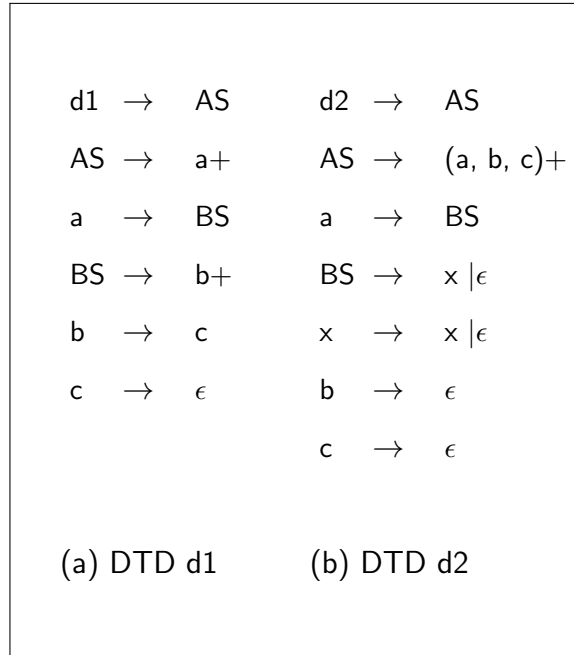 d1 → AS d2 → AS
AS → a+ AS → (a, b, c)+
a → BS a → BS
BS → b+ BS → x |ϵ
b → c x → x |ϵ
c → ϵ b → ϵ
c → ϵ
(a) DTD d1 (b) DTD d2